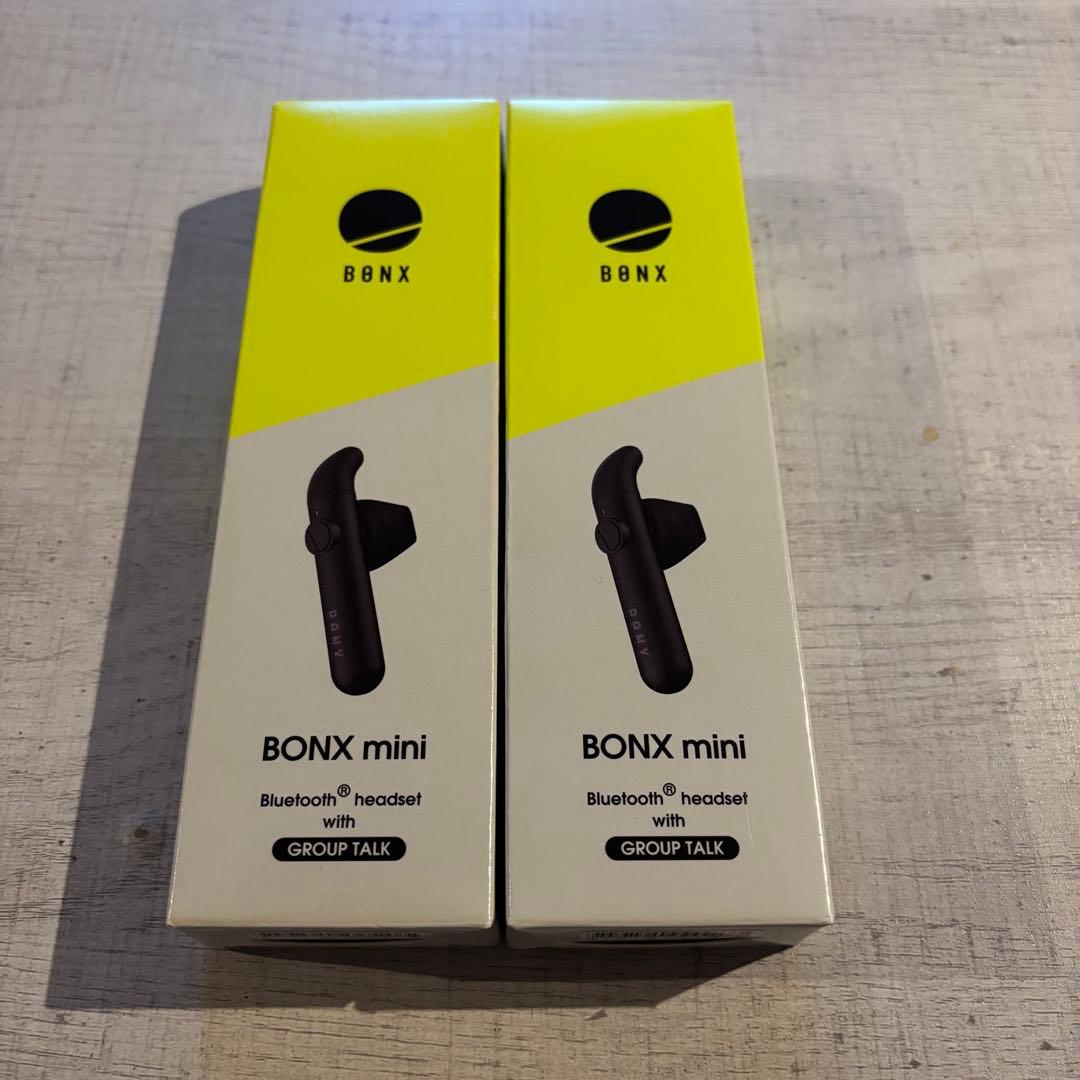 BONX
BONX mini
Bluetooth® headset
with
GROUP TALK
BONX
BONX mini
Bluetooth® headset
with
GROUP TALK